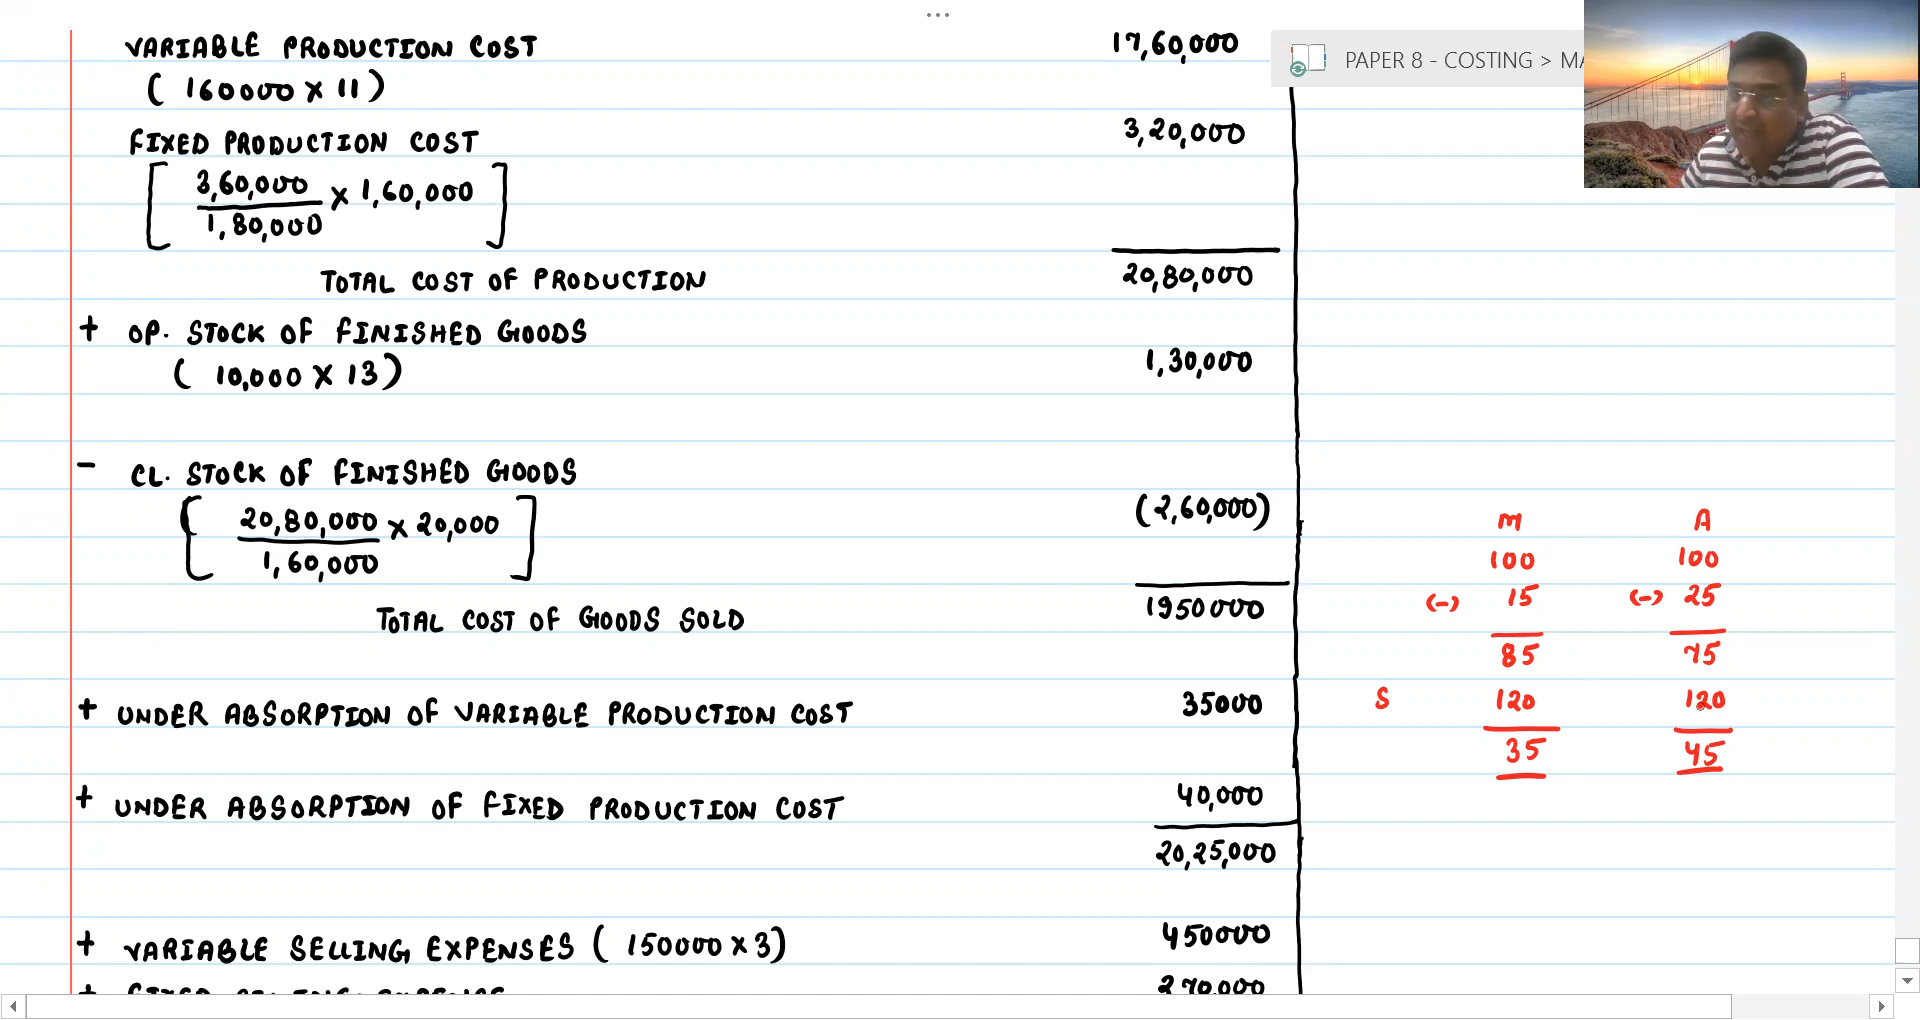 ...
VARIABLE PRODUCTION COST 17,60,000
PAPER 8 - COSTING > MA
( 160000 X 11 )
FIXED PRODUCTION COST 3,20,000
[ 3,60,000 / 1,80,000 X 1,60,000 ]
TOTAL COST OF PRODUCTION 20,80,000
+ OP. STOCK OF FINISHED GOODS
( 10,000 X 13 ) 1,30,000
- CL. STOCK OF FINISHED GOODS (2,60,000)
[ 20,80,000 / 1,60,000 X 20,000 ]
TOTAL COST OF GOODS SOLD 1950000
+ UNDER ABSORPTION OF VARIABLE PRODUCTION COST 35000
+ UNDER ABSORPTION OF FIXED PRODUCTION COST 40,000
20,25,000
+ VARIABLE SELLING EXPENSES ( 150000 X 3 ) 450000
+ FIXED SELLING EXPENSE 270,000
M A
100 100
(-) 15 (-) 25
85 75
S 120 120
35 45